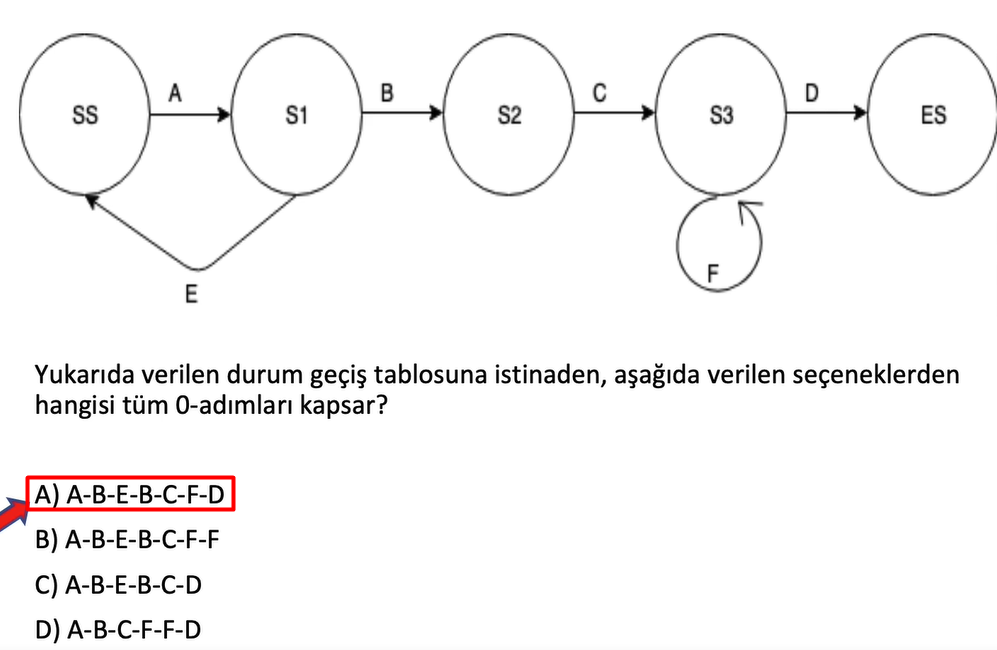 A
B
C
D
SS
S1
S2
S3
ES
E
F
Yukarıda verilen durum geçiş tablosuna istinaden, aşağıda verilen seçeneklerden
hangisi tüm 0-adımları kapsar?
A) A-B-E-B-C-F-D
B) A-B-E-B-C-F-F
C) A-B-E-B-C-D
D) A-B-C-F-F-D